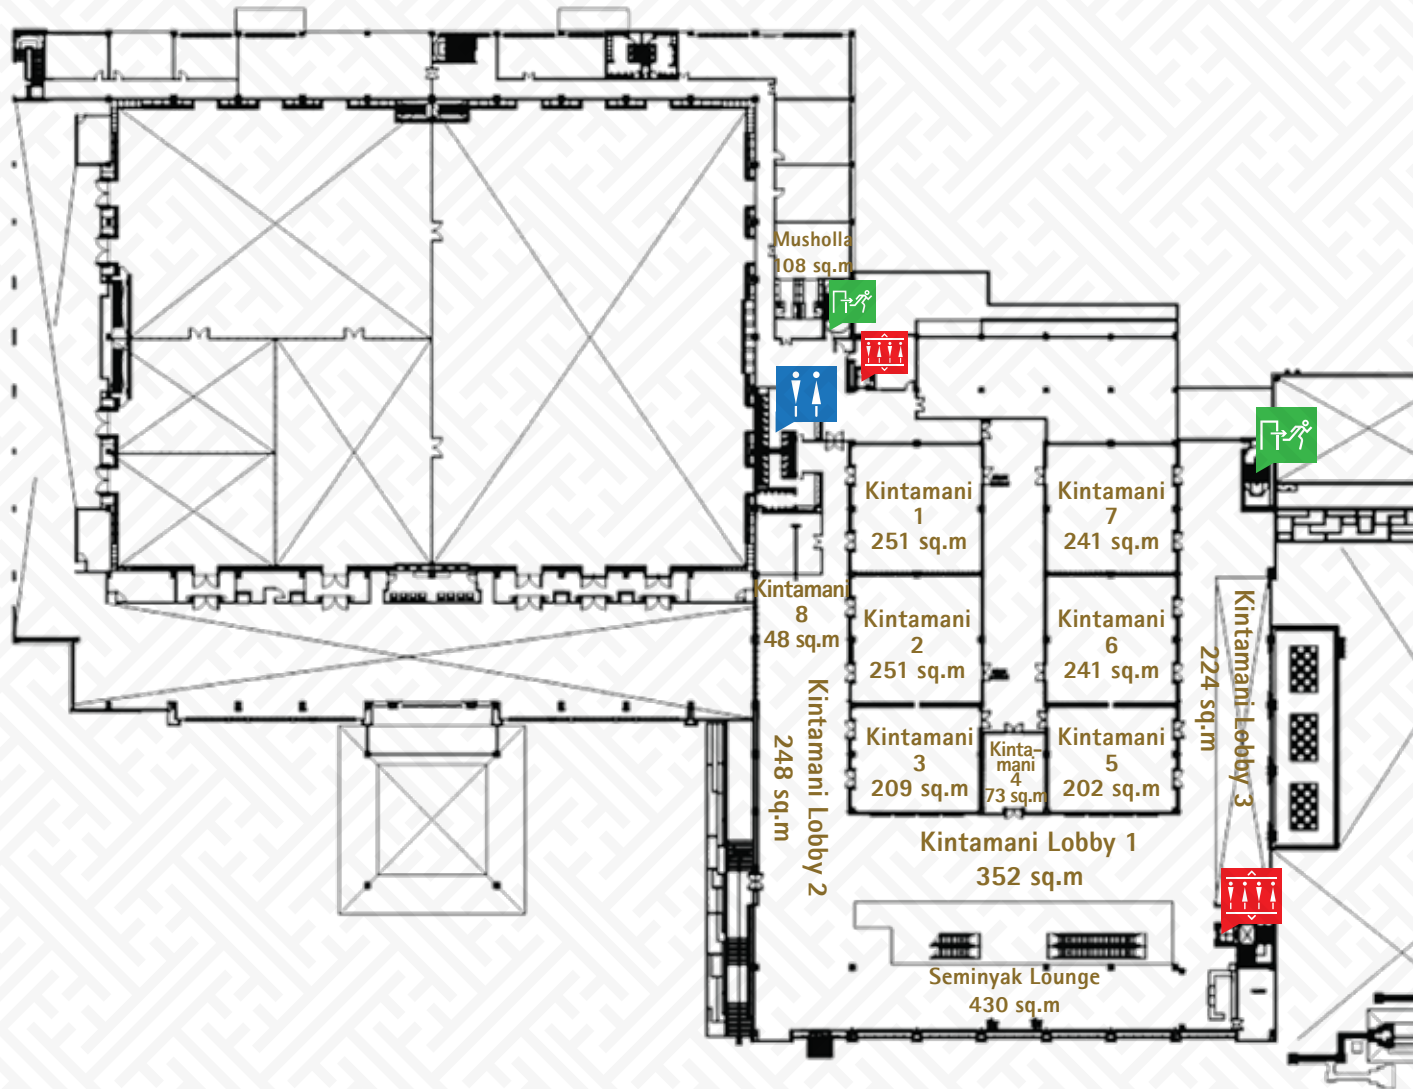 Musholla
108 sq.m
Kintamani
1
251 sq.m
Kintamani
7
241 sq.m
Kintamani
8
48 sq.m
Kintamani
2
251 sq.m
Kintamani
6
241 sq.m
Kintamani Lobby 3
224 sq.m
Kintamani Lobby 2
248 sq.m
Kintamani
3
209 sq.m
Kinta-
mani
4
73 sq.m
Kintamani
5
202 sq.m
Kintamani Lobby 1
352 sq.m
Seminyak Lounge
430 sq.m